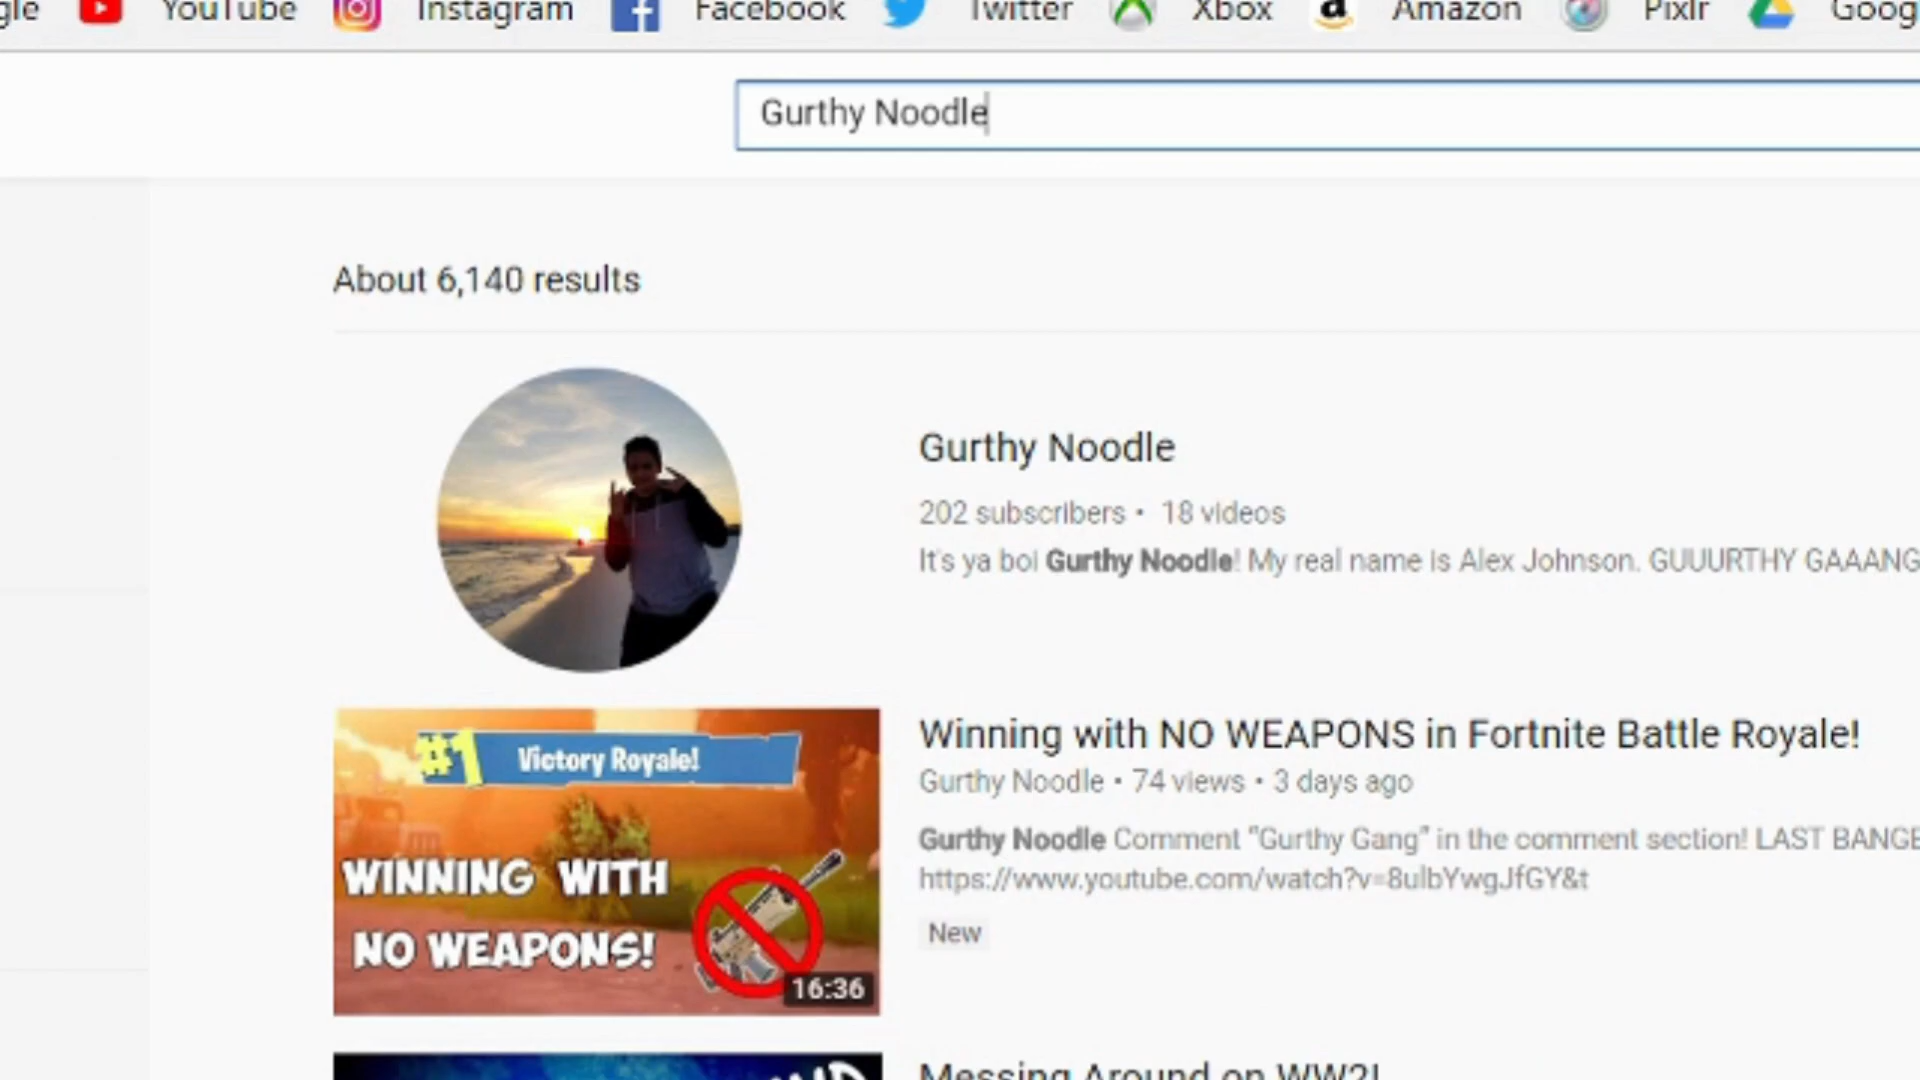 gle YouTube Instagram Facebook Twitter Xbox Amazon Pixlr Goog
Gurthy Noodle
About 6,140 results
Gurthy Noodle
202 subscribers • 18 videos
It's ya boi Gurthy Noodle! My real name is Alex Johnson. GUUURTHY GAAANG
#1 Victory Royale!
WINNING WITH
NO WEAPONS!
16:36
Winning with NO WEAPONS in Fortnite Battle Royale!
Gurthy Noodle • 74 views • 3 days ago
Gurthy Noodle Comment "Gurthy Gang" in the comment section! LAST BANGE
https://www.youtube.com/watch?v=8ulbYwgJfGY&t
New
Messing Around on WW2!